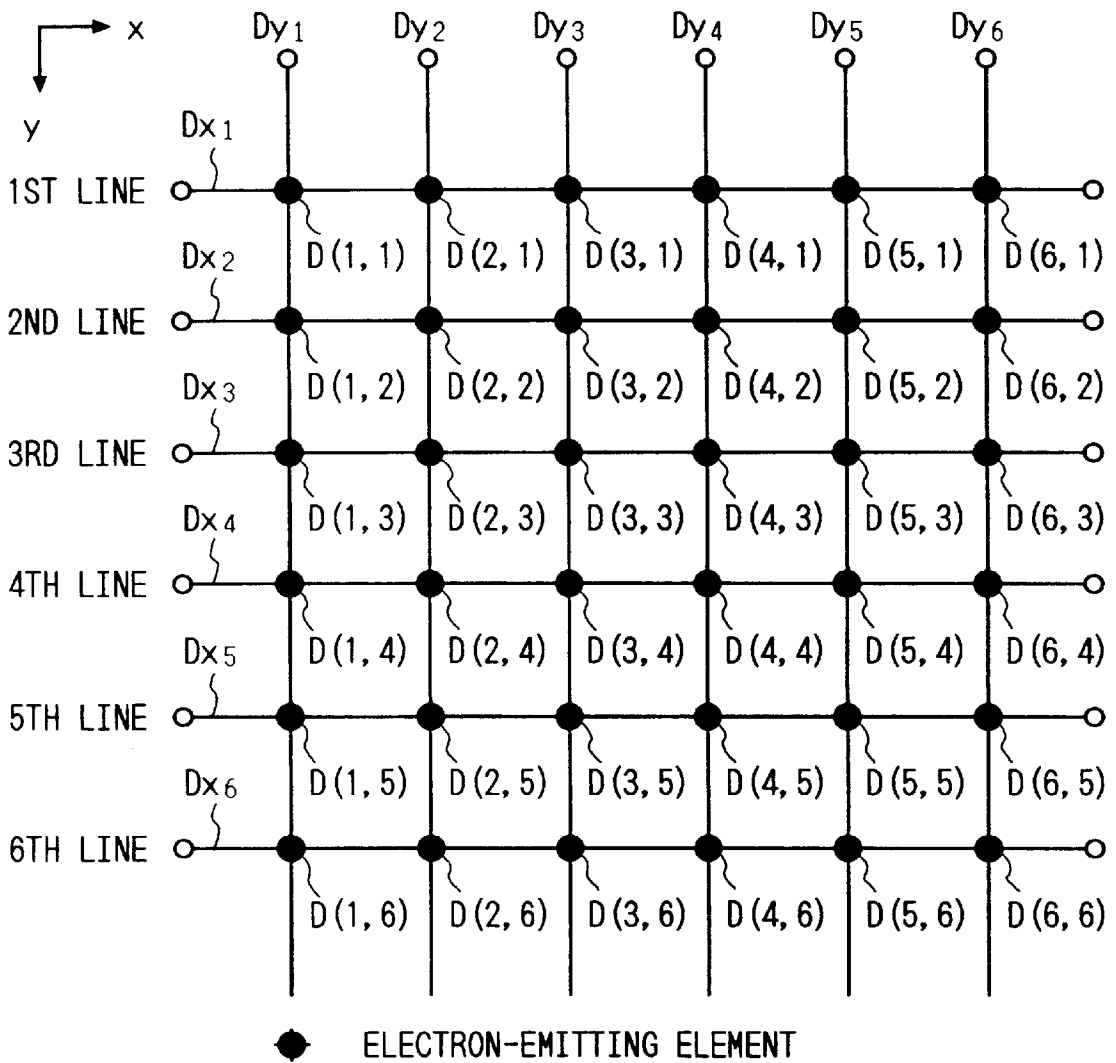 x Dy1 Dy2 Dy3 Dy4 Dy5 Dy6
y
Dx1
1ST LINE
D(1,1) D(2,1) D(3,1) D(4,1) D(5,1) D(6,1)
Dx2
2ND LINE
D(1,2) D(2,2) D(3,2) D(4,2) D(5,2) D(6,2)
Dx3
3RD LINE
D(1,3) D(2,3) D(3,3) D(4,3) D(5,3) D(6,3)
Dx4
4TH LINE
D(1,4) D(2,4) D(3,4) D(4,4) D(5,4) D(6,4)
Dx5
5TH LINE
D(1,5) D(2,5) D(3,5) D(4,5) D(5,5) D(6,5)
Dx6
6TH LINE
D(1,6) D(2,6) D(3,6) D(4,6) D(5,6) D(6,6)
ELECTRON-EMITTING ELEMENT